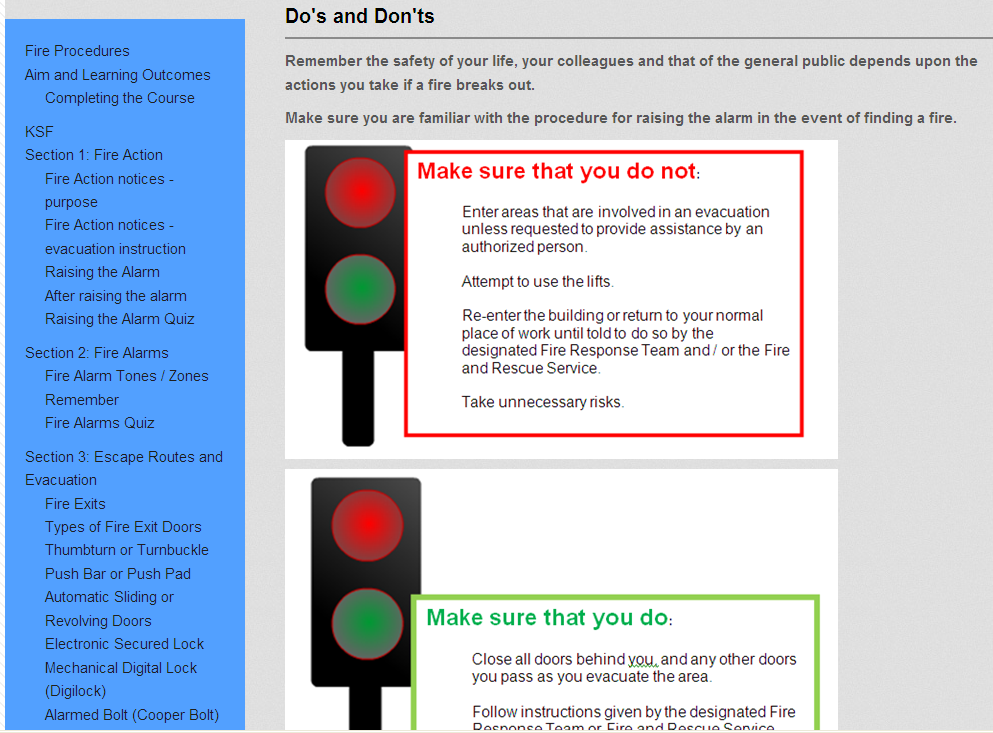 Fire Procedures
Aim and Learning Outcomes
Completing the Course
KSF
Section 1: Fire Action
Fire Action notices -
purpose
Fire Action notices -
evacuation instruction
Raising the Alarm
After raising the alarm
Raising the Alarm Quiz
Section 2: Fire Alarms
Fire Alarm Tones / Zones
Remember
Fire Alarms Quiz
Section 3: Escape Routes and
Evacuation
Fire Exits
Types of Fire Exit Doors
Thumbturn or Turnbuckle
Push Bar or Push Pad
Automatic Sliding or
Revolving Doors
Electronic Secured Lock
Mechanical Digital Lock
(Digilock)
Alarmed Bolt (Cooper Bolt)
Do's and Don'ts
Remember the safety of your life, your colleagues and that of the general public depends upon the
actions you take if a fire breaks out.
Make sure you are familiar with the procedure for raising the alarm in the event of finding a fire.
Make sure that you do not:
Enter areas that are involved in an evacuation
unless requested to provide assistance by an
authorized person.
Attempt to use the lifts.
Re-enter the building or return to your normal
place of work until told to do so by the
designated Fire Response Team and / or the Fire
and Rescue Service.
Take unnecessary risks.
Make sure that you do:
Close all doors behind you, and any other doors
you pass as you evacuate the area.
Follow instructions given by the designated Fire
Response Team or Fire and Rescue Service